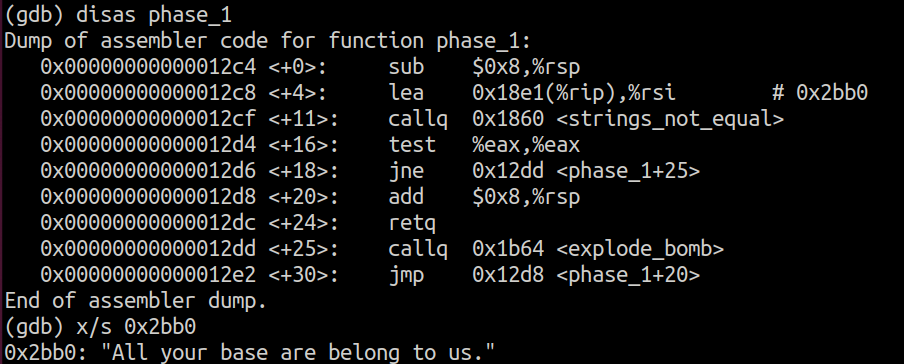 (gdb) disas phase_1
Dump of assembler code for function phase_1:
   0x00000000000012c4 <+0>:     sub    $0x8,%rsp
   0x00000000000012c8 <+4>:     lea    0x18e1(%rip),%rsi        # 0x2bb0
   0x00000000000012cf <+11>:    callq  0x1860 <strings_not_equal>
   0x00000000000012d4 <+16>:    test   %eax,%eax
   0x00000000000012d6 <+18>:    jne    0x12dd <phase_1+25>
   0x00000000000012d8 <+20>:    add    $0x8,%rsp
   0x00000000000012dc <+24>:    retq
   0x00000000000012dd <+25>:    callq  0x1b64 <explode_bomb>
   0x00000000000012e2 <+30>:    jmp    0x12d8 <phase_1+20>
End of assembler dump.
(gdb) x/s 0x2bb0
0x2bb0: "All your base are belong to us."